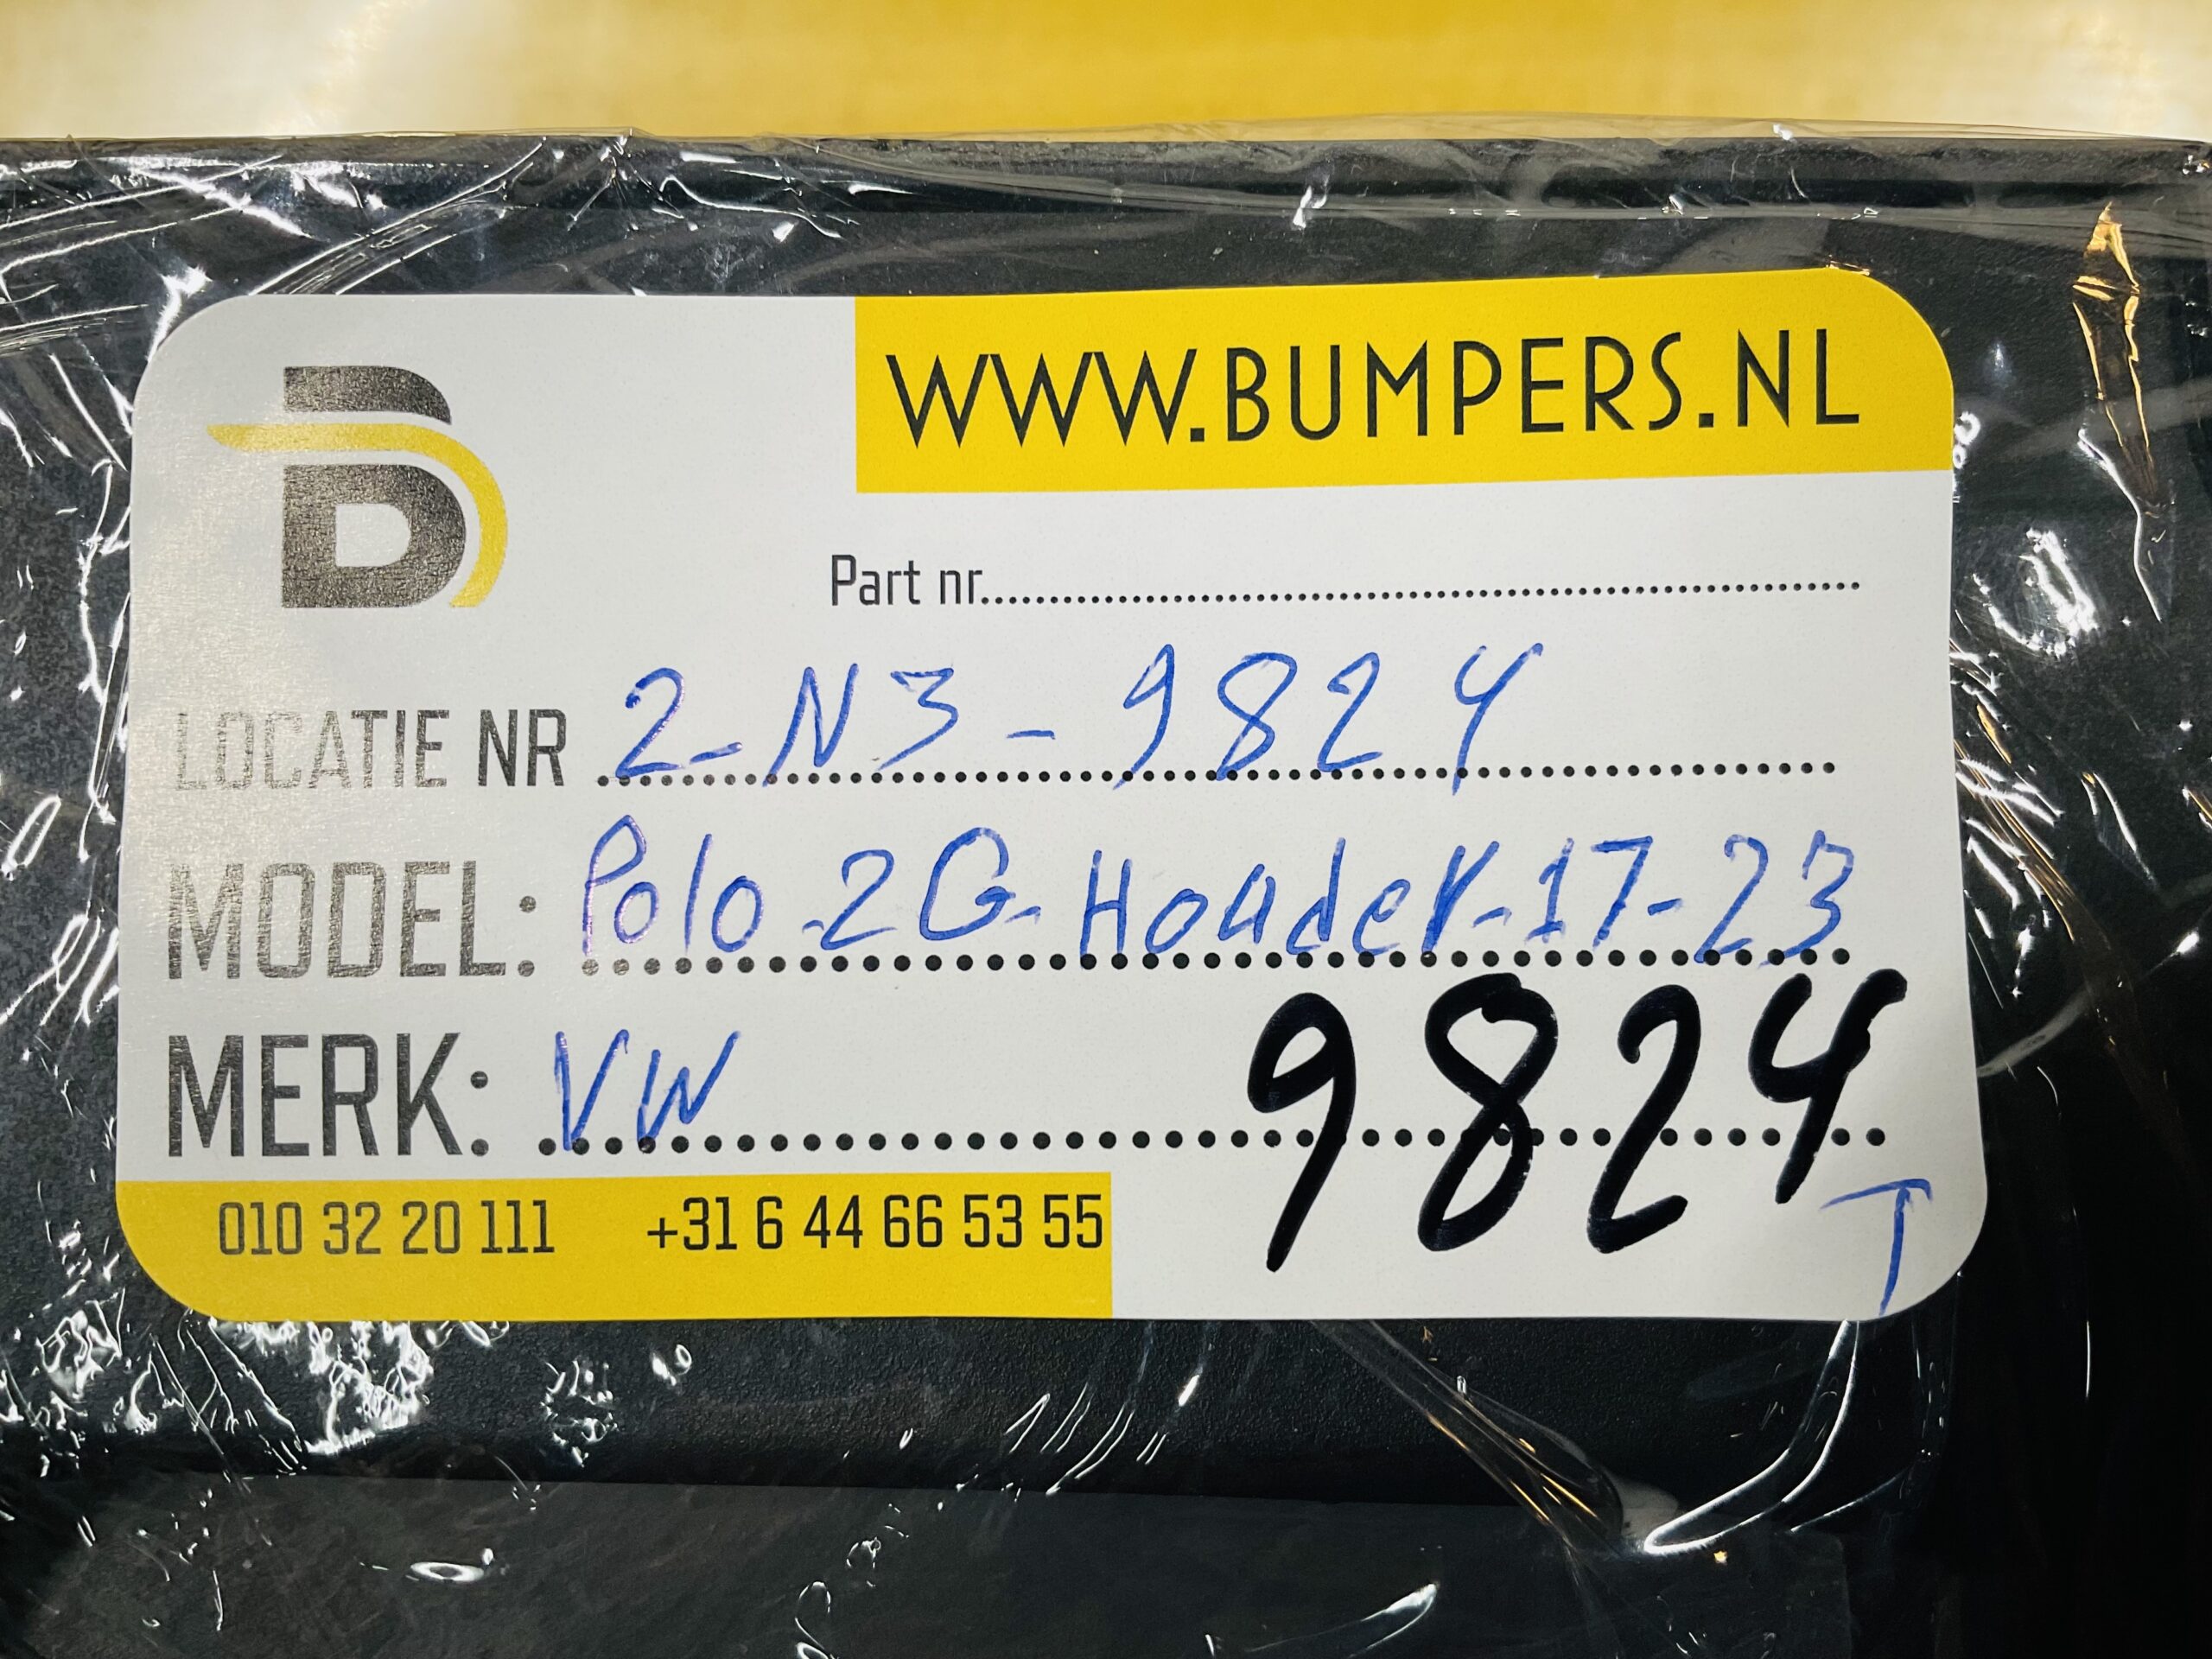 WWW.BUMPERS.NL
Part nr.
LOCATIE NR 2-N3-9824
MODEL: Polo-2G-Houder-17-23
MERK: VW
9824
T
010 32 20 111 +31 6 44 66 53 55